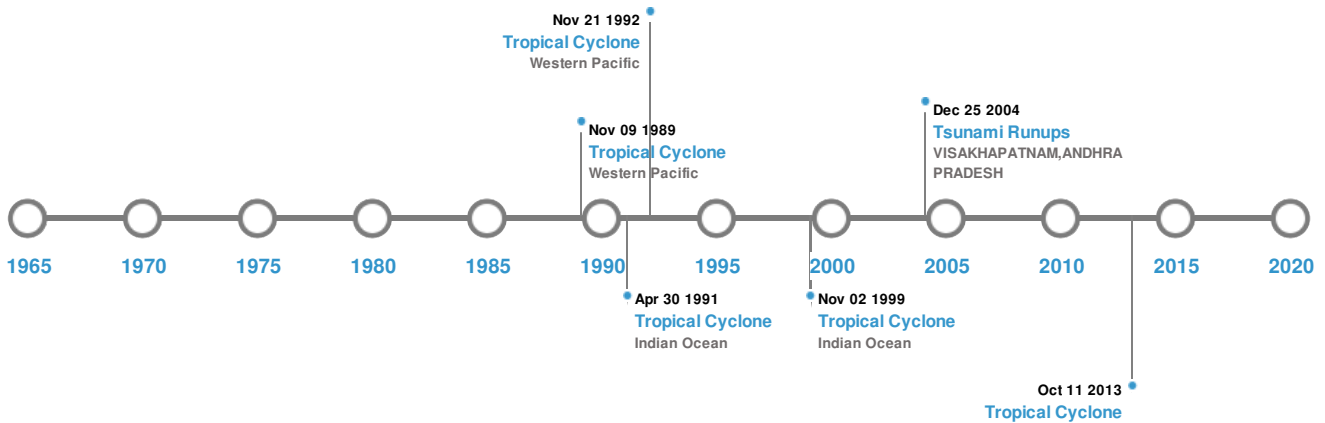 Nov 21 1992
Tropical Cyclone
Western Pacific
Nov 09 1989
Tropical Cyclone
Western Pacific
Dec 25 2004
Tsunami Runups
VISAKHAPATNAM,ANDHRA
PRADESH
1965 1970 1975 1980 1985 1990 1995 2000 2005 2010 2015 2020
Apr 30 1991
Tropical Cyclone
Indian Ocean
Nov 02 1999
Tropical Cyclone
Indian Ocean
Oct 11 2013
Tropical Cyclone